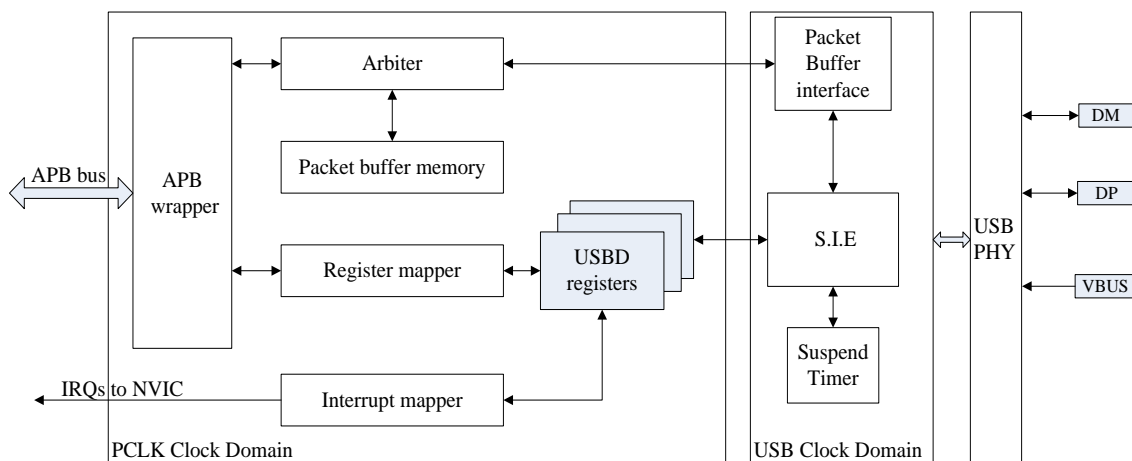 Arbiter
Packet
Buffer
interface
DM
Packet buffer memory
APB bus
APB
wrapper
DP
S.I.E
USB
PHY
USBD
registers
Register mapper
VBUS
Suspend
Timer
IRQs to NVIC
Interrupt mapper
PCLK Clock Domain
USB Clock Domain